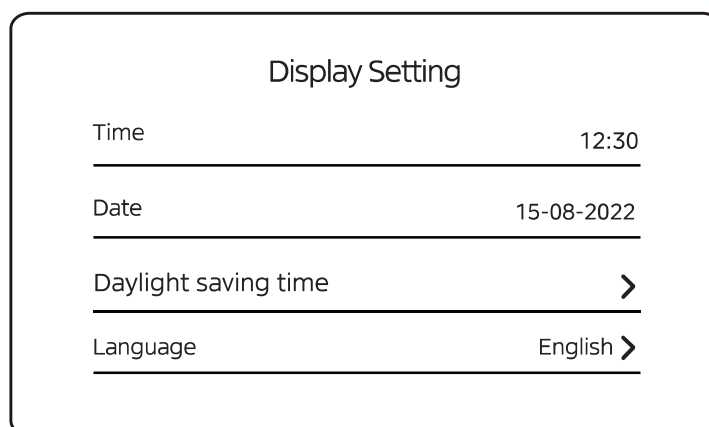 Display Setting
Time 12:30
Date 15-08-2022
Daylight saving time
Language English